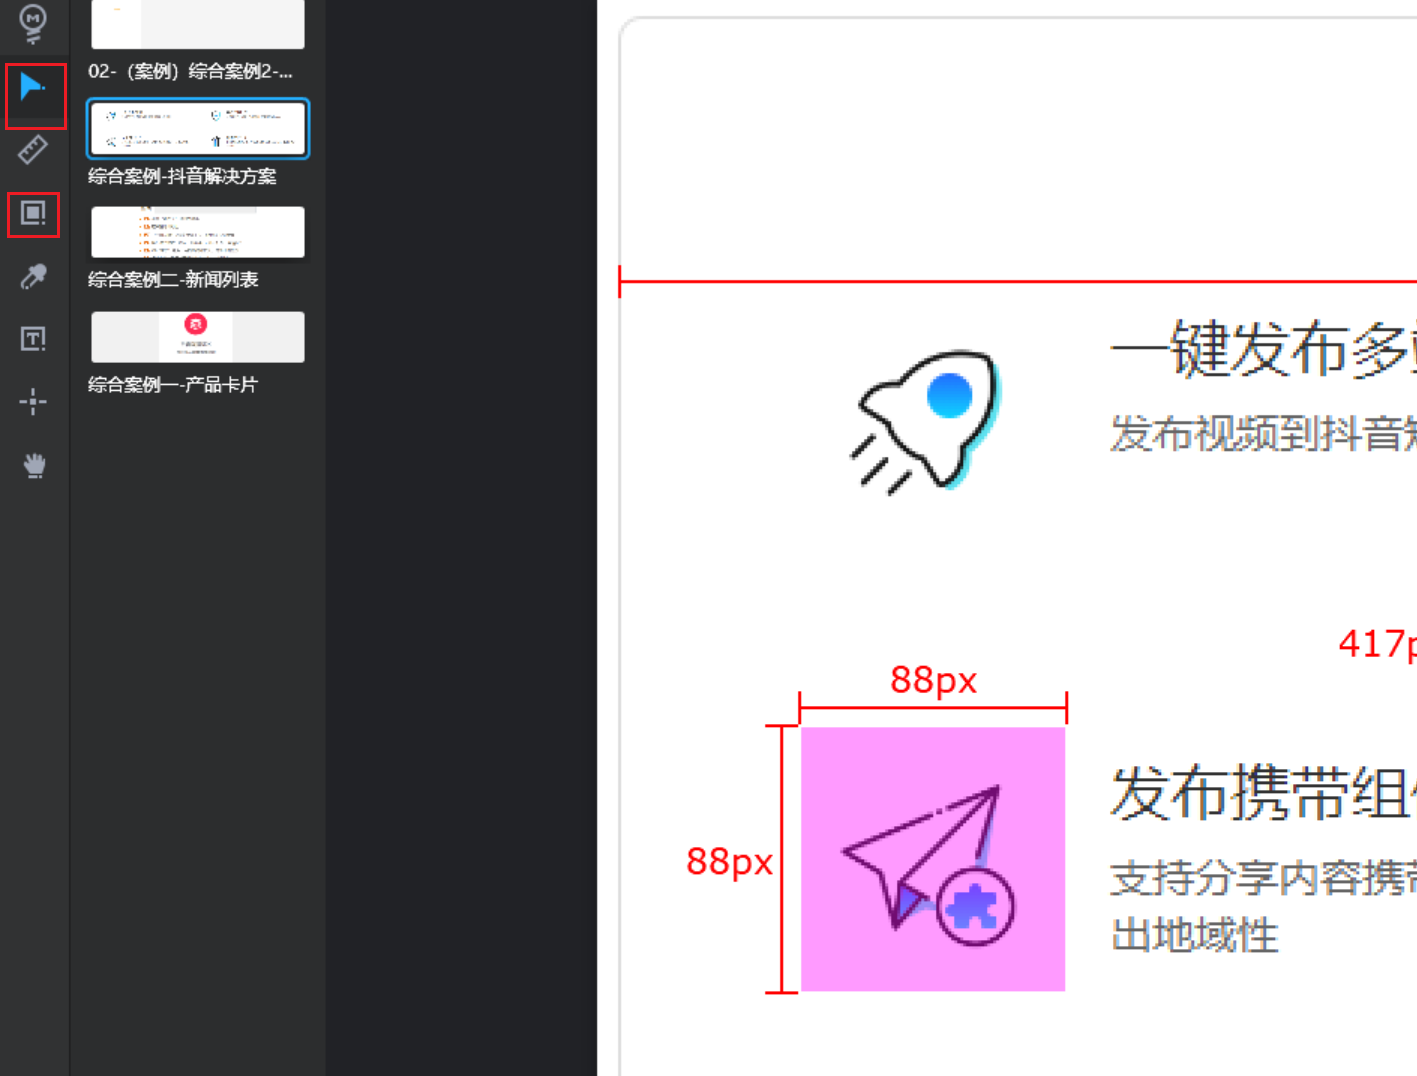 02-（案例）综合案例2-...
综合案例-抖音解决方案
综合案例二-新闻列表
综合案例一-产品卡片
一键发布多
发布视频到抖音
417p
88px
88px
发布携带组
支持分享内容携
出地域性